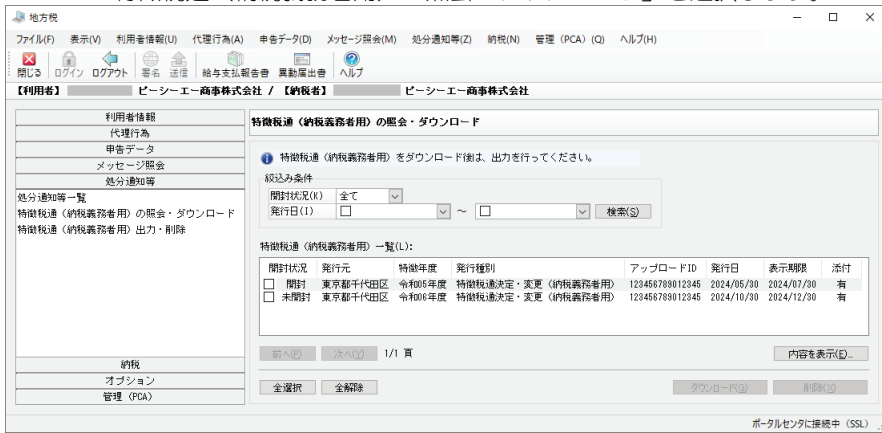 地方税
ファイル(F) 表示(V) 利用者情報(U) 代理行為(A) 申告データ(D) メッセージ照会(M) 処分通知等(Z) 納税(N) 管理（PCA）(Q) ヘルプ(H)
閉じる ログイン ログアウト 署名 送信 給与支払報告書 異動届出書 ヘルプ
【利用者】 ピーシーエー商事株式会社 / 【納税者】 ピーシーエー商事株式会社
利用者情報
代理行為
申告データ
メッセージ照会
処分通知等
処分通知等一覧
特徴税通（納税義務者用）の照会・ダウンロード
特徴税通（納税義務者用）出力・削除
納税
オプション
管理（PCA）
特徴税通（納税義務者用）の照会・ダウンロード
特徴税通（納税義務者用）をダウンロード後は、出力を行ってください。
絞込み条件
開封状況(K) 全て
発行日(I) ～ 検索(S)
特徴税通（納税義務者用）一覧(L):
開封状況 発行元 特徴年度 発行種別 アップロードID 発行日 表示期限 添付
開封 東京都千代田区 令和05年度 特徴税通決定・変更（納税義務者用） 123456789012345 2024/05/30 2024/07/30 有
未開封 東京都千代田区 令和06年度 特徴税通決定・変更（納税義務者用） 123456789012345 2024/10/30 2024/12/30 有
前へ(P) 次へ(Y) 1/1 頁 内容を表示(E)...
全選択 全解除 ダウンロード(G) 削除(X)
ポータルセンタに接続中（SSL）